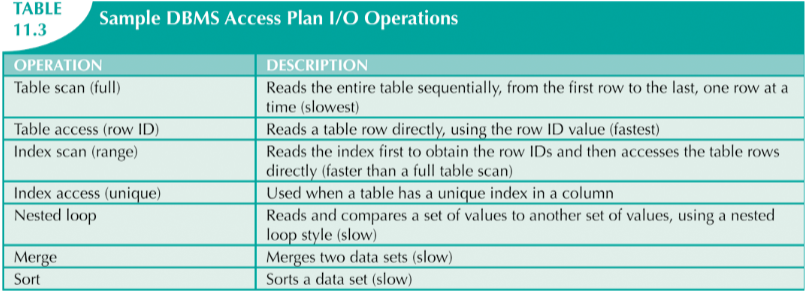 TABLE
11.3
Sample DBMS Access Plan I/O Operations
OPERATION DESCRIPTION
Table scan (full) Reads the entire table sequentially, from the first row to the last, one row at a
time (slowest)
Table access (row ID) Reads a table row directly, using the row ID value (fastest)
Index scan (range) Reads the index first to obtain the row IDs and then accesses the table rows
directly (faster than a full table scan)
Index access (unique) Used when a table has a unique index in a column
Nested loop Reads and compares a set of values to another set of values, using a nested
loop style (slow)
Merge Merges two data sets (slow)
Sort Sorts a data set (slow)